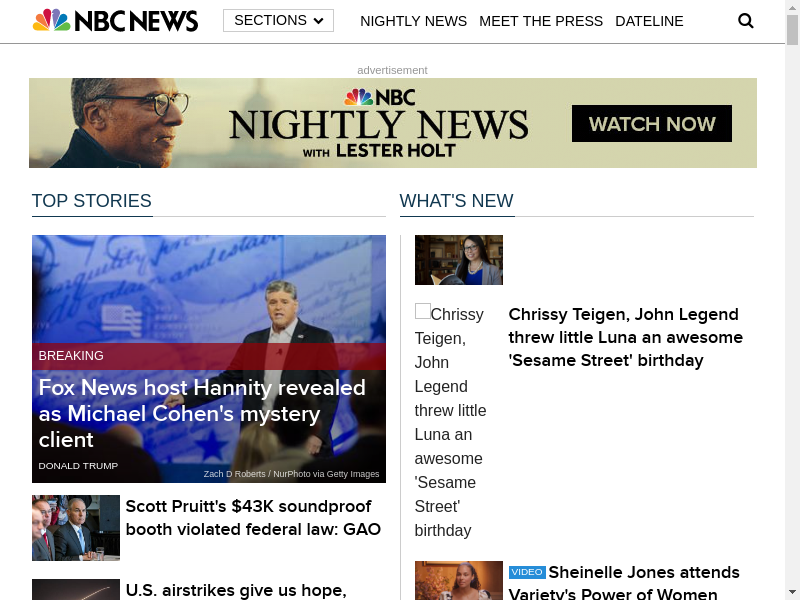 NBC NEWS
SECTIONS
NIGHTLY NEWS
MEET THE PRESS
DATELINE
advertisement
NBC
NIGHTLY NEWS
WITH LESTER HOLT
WATCH NOW
TOP STORIES
BREAKING
Fox News host Hannity revealed
as Michael Cohen's mystery
client
DONALD TRUMP
Zach D Roberts / NurPhoto via Getty Images
Scott Pruitt's $43K soundproof
booth violated federal law: GAO
U.S. airstrikes give us hope,
WHAT'S NEW
Chrissy
Teigen,
John
Legend
threw little
Luna an
awesome
'Sesame
Street'
birthday
Chrissy Teigen, John Legend
threw little Luna an awesome
'Sesame Street' birthday
VIDEO Sheinelle Jones attends
Variety's Power of Women